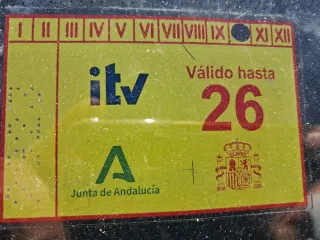 I II III IV V VI VII VIII IX XI XII
itv
Válido hasta
26
Junta de Andalucía